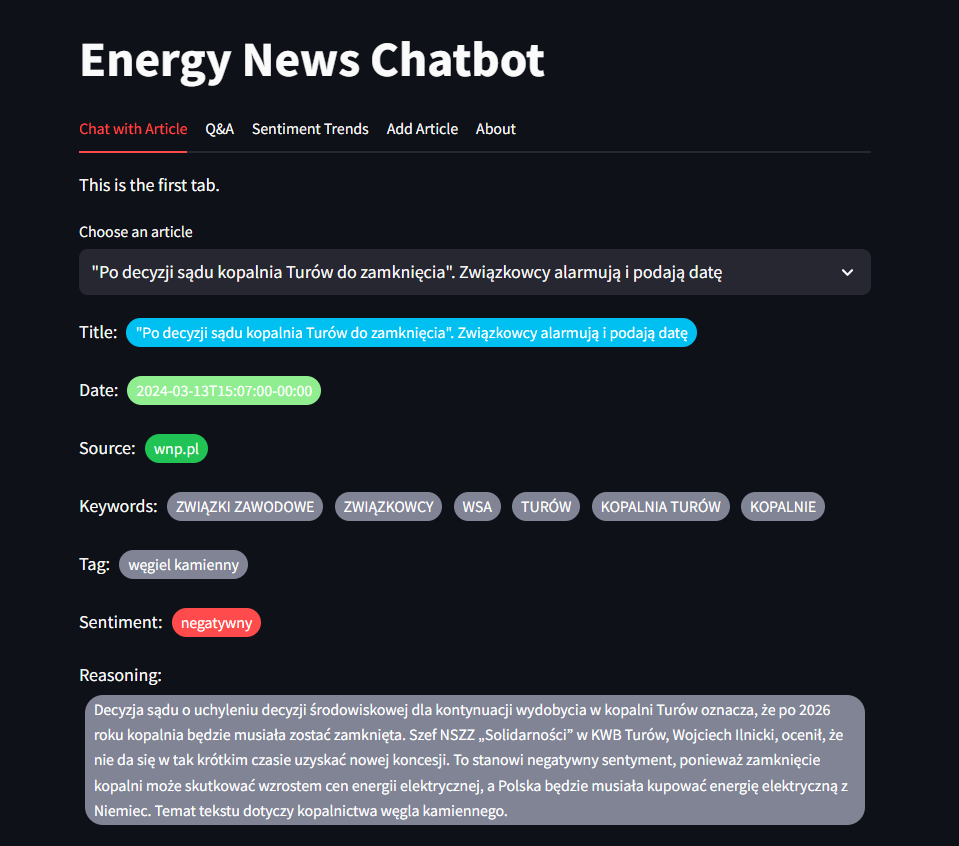 Energy News Chatbot
Chat with Article Q&A Sentiment Trends Add Article About
This is the first tab.
Choose an article
"Po decyzji sądu kopalnia Turów do zamknięcia". Związkowcy alarmują i podają datę
Title: "Po decyzji sądu kopalnia Turów do zamknięcia". Związkowcy alarmują i podają datę
Date: 2024-03-13T15:07:00-00:00
Source: wnp.pl
Keywords: ZWIĄZKI ZAWODOWE ZWIĄZKOWCY WSA TURÓW KOPALNIA TURÓW KOPALNIE
Tag: węgiel kamienny
Sentiment: negatywny
Reasoning:
Decyzja sądu o uchyleniu decyzji środowiskowej dla kontynuacji wydobycia w kopalni Turów oznacza, że po 2026
roku kopalnia będzie musiała zostać zamknięta. Szef NSZZ „Solidarności” w KWB Turów, Wojciech Ilnicki, ocenił, że
nie da się w tak krótkim czasie uzyskać nowej koncesji. To stanowi negatywny sentyment, ponieważ zamknięcie
kopalni może skutkować wzrostem cen energii elektrycznej, a Polska będzie musiała kupować energię elektryczną z
Niemiec. Temat tekstu dotyczy kopalnictwa węgla kamiennego.